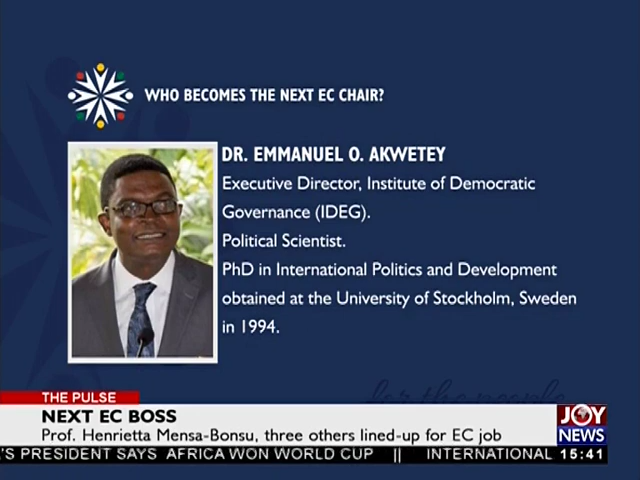 WHO BECOMES THE NEXT EC CHAIR?
DR. EMMANUEL O. AKWETEY
Executive Director, Institute of Democratic
Governance (IDEG).
Political Scientist.
PhD in International Politics and Development
obtained at the University of Stockholm, Sweden
in 1994.
for the people
THE PULSE
NEXT EC BOSS
Prof. Henrietta Mensa-Bonsu, three others lined-up for EC job
JOY
NEWS
'S PRESIDENT SAYS AFRICA WON WORLD CUP || INTERNATIONAL 15:41